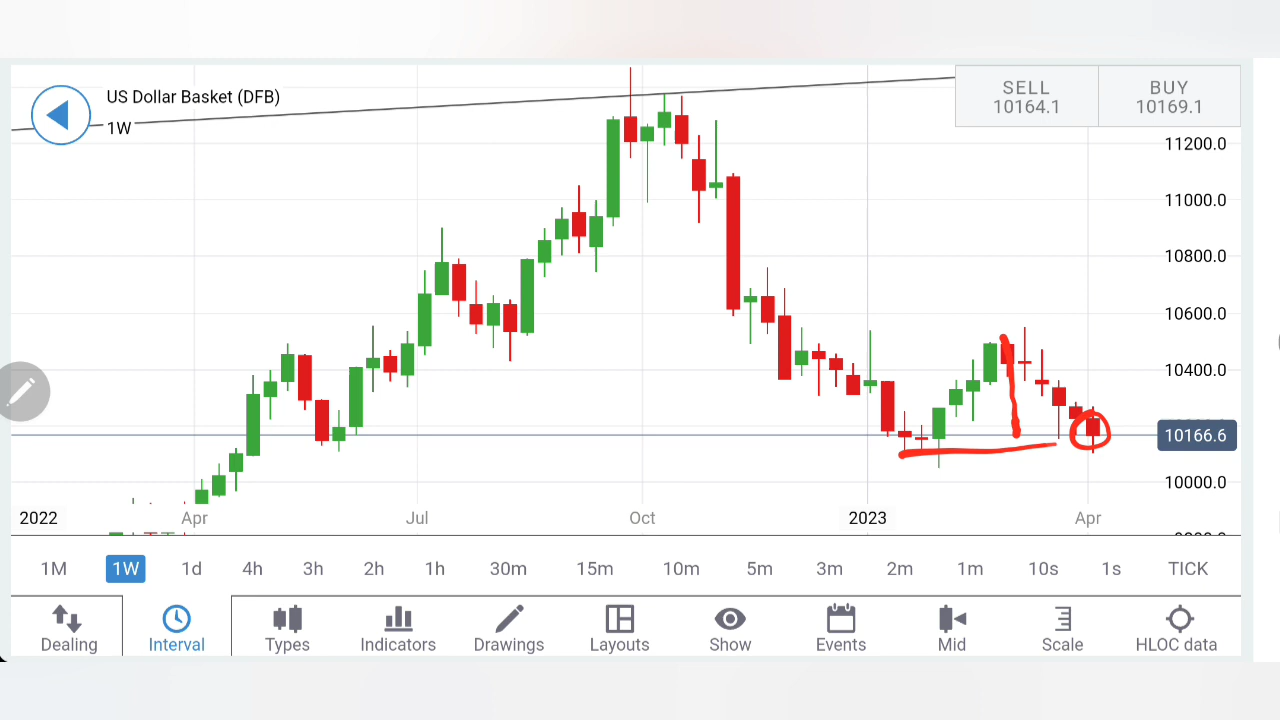 US Dollar Basket (DFB)
1W
SELL
10164.1
BUY
10169.1
11200.0
11000.0
10800.0
10600.0
10400.0
10166.6
10000.0
2022 Apr Jul Oct 2023 Apr
1M 1W 1d 4h 3h 2h 1h 30m 15m 10m 5m 3m 2m 1m 10s 1s TICK
Dealing Interval Types Indicators Drawings Layouts Show Events Mid Scale HLOC data